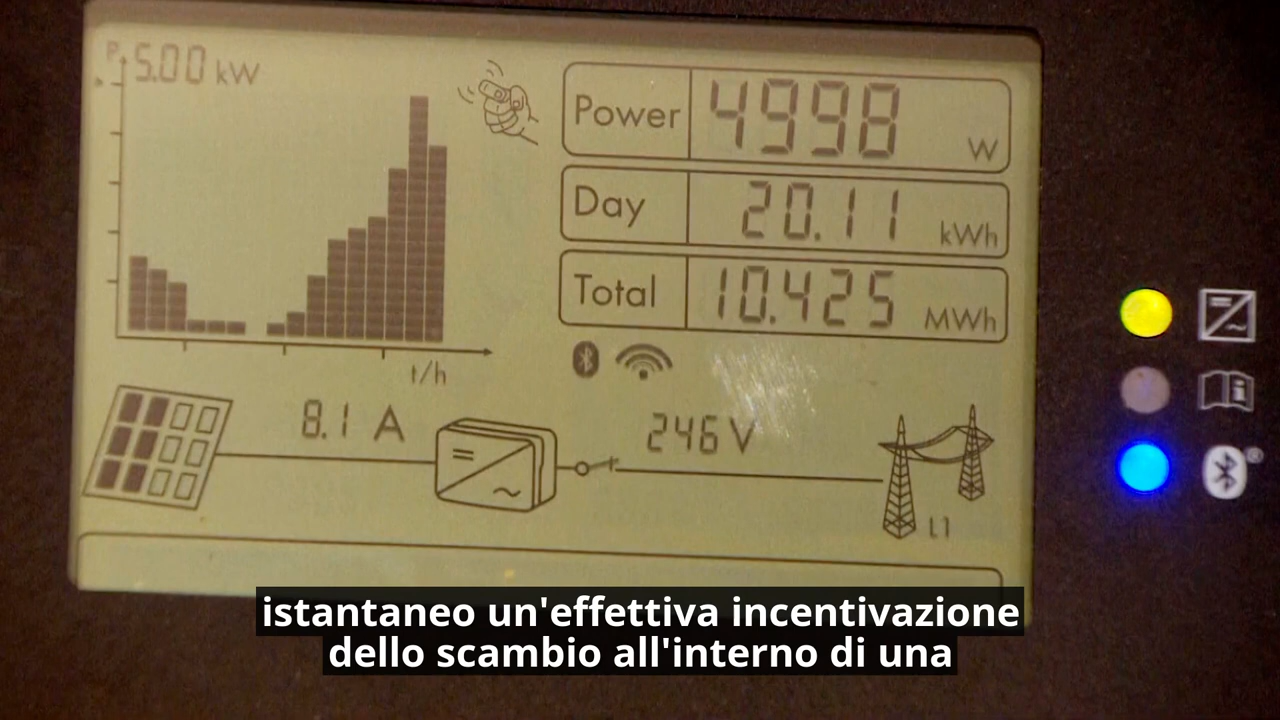 P
5.00 kW
Power 4998 W
Day 20.11 kWh
Total 10.425 MWh
t/h
8.1 A
246 V
L1
®
istantaneo un'effettiva incentivazione
dello scambio all'interno di una